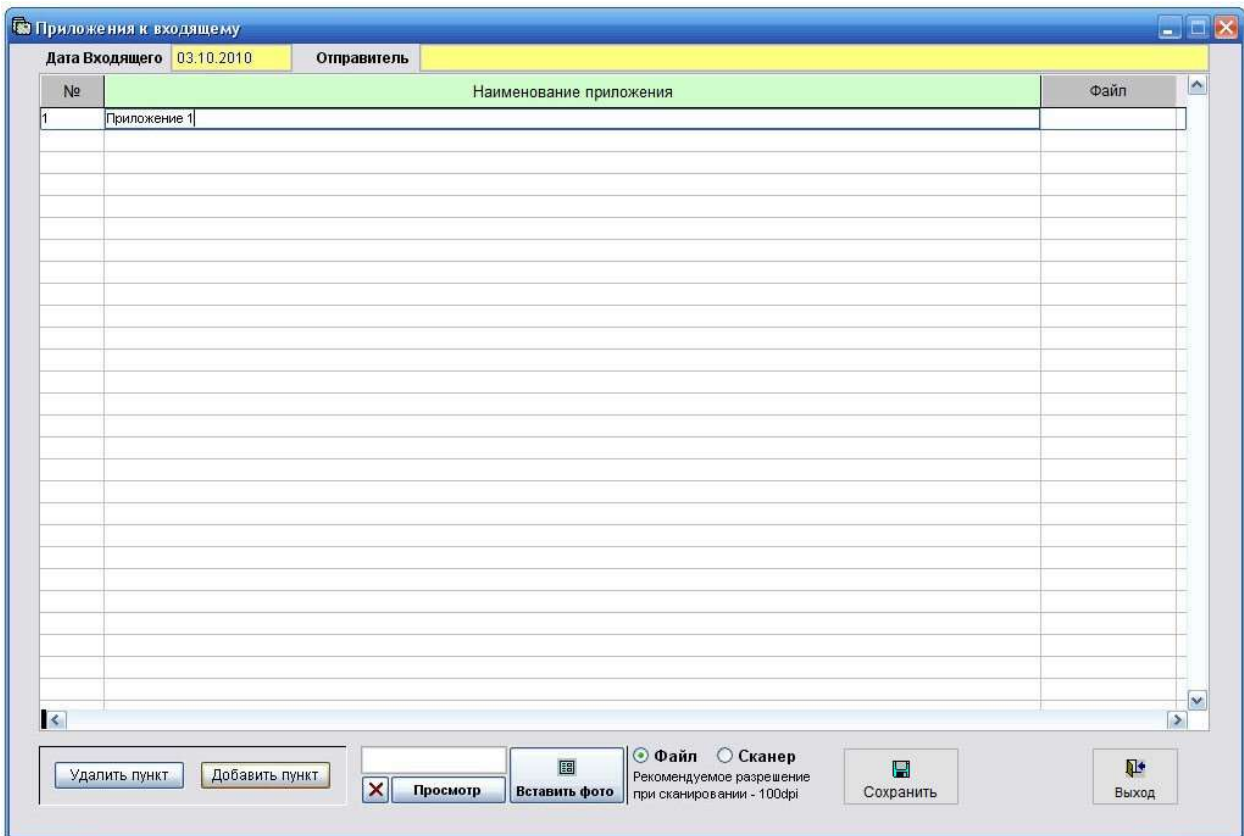 Приложения к входящему
Дата Входящего 03.10.2010 Отправитель
№ Наименование приложения Файл
1 Приложение 1
Удалить пункт Добавить пункт
Просмотр Вставить фото
Файл Сканер
Рекомендуемое разрешение
при сканировании - 100dpi
Сохранить
Выход